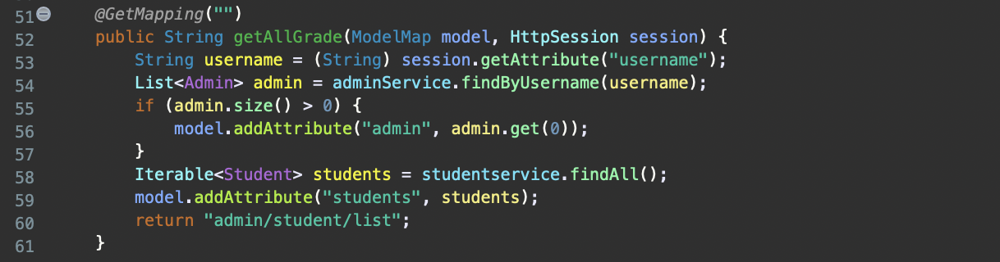 51 @GetMapping("")
52 public String getAllGrade(ModelMap model, HttpSession session) {
53 String username = (String) session.getAttribute("username");
54 List<Admin> admin = adminService.findByUsername(username);
55 if (admin.size() > 0) {
56 model.addAttribute("admin", admin.get(0));
57 }
58 Iterable<Student> students = studentservice.findAll();
59 model.addAttribute("students", students);
60 return "admin/student/list";
61 }